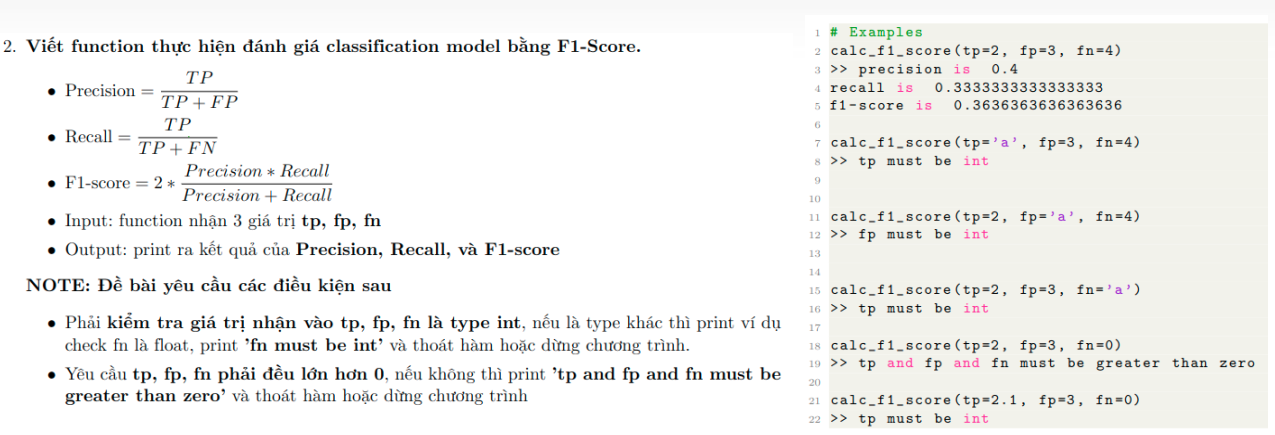 2. Viết function thực hiện đánh giá classification model bằng F1-Score.
• Precision = TP / TP + FP
• Recall = TP / TP + FN
• F1-score = 2 * Precision * Recall / Precision + Recall
• Input: function nhận 3 giá trị tp, fp, fn
• Output: print ra kết quả của Precision, Recall, và F1-score
NOTE: Đề bài yêu cầu các điều kiện sau
• Phải kiểm tra giá trị nhận vào tp, fp, fn là type int, nếu là type khác thì print ví dụ
check fn là float, print 'fn must be int' và thoát hàm hoặc dừng chương trình.
• Yêu cầu tp, fp, fn phải đều lớn hơn 0, nếu không thì print 'tp and fp and fn must be
greater than zero' và thoát hàm hoặc dừng chương trình
1 # Examples
2 calc_f1_score(tp=2, fp=3, fn=4)
3 >> precision is 0.4
4 recall is 0.3333333333333333
5 f1-score is 0.3636363636363636
6
7 calc_f1_score(tp='a', fp=3, fn=4)
8 >> tp must be int
9
10
11 calc_f1_score(tp=2, fp='a', fn=4)
12 >> fp must be int
13
14
15 calc_f1_score(tp=2, fp=3, fn='a')
16 >> tp must be int
17
18 calc_f1_score(tp=2, fp=3, fn=0)
19 >> tp and fp and fn must be greater than zero
20
21 calc_f1_score(tp=2.1, fp=3, fn=0)
22 >> tp must be int